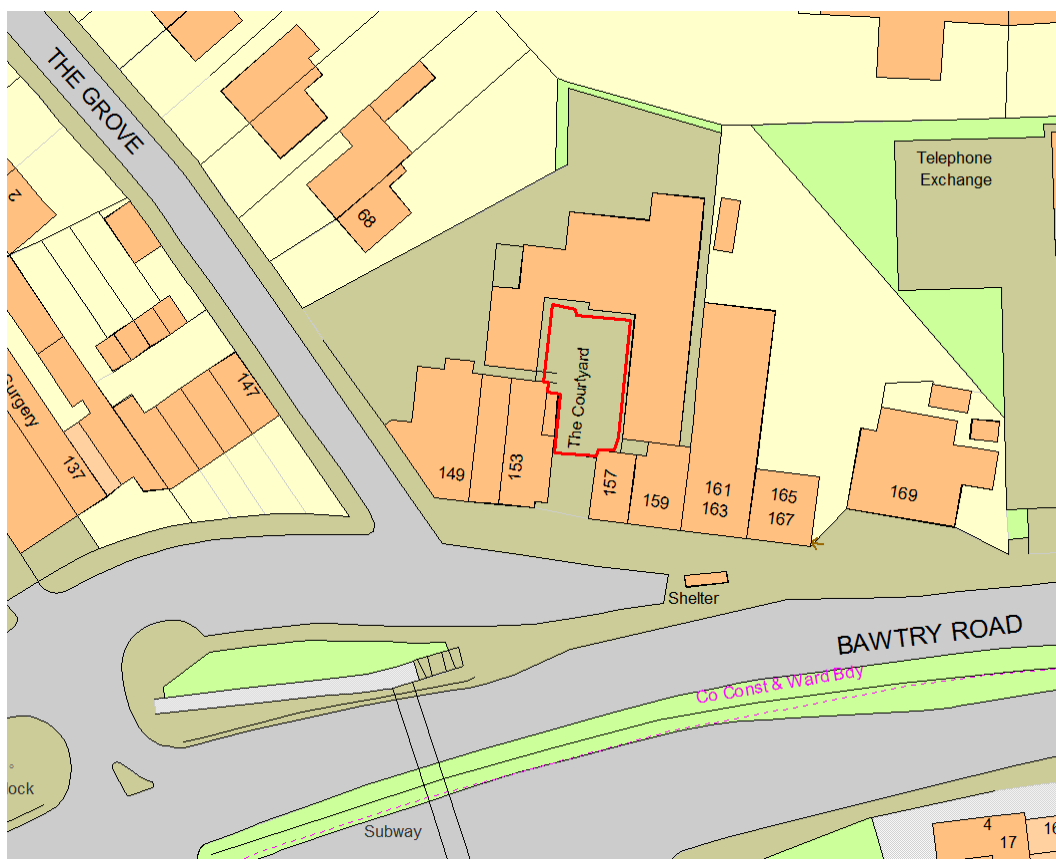 THE GROVE
Telephone
Exchange
2
68
The Courtyard
147
Surgery
137
149
153
157
159
161
163
165
167
169
Shelter
BAWTRY ROAD
Co Const & Ward Bdy
ock
Subway
4
17
16